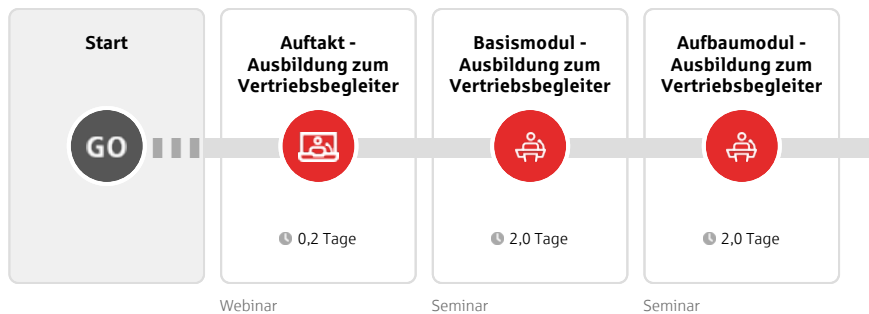 Start
GO
Auftakt -
Ausbildung zum
Vertriebsbegleiter
0,2 Tage
Webinar
Basismodul -
Ausbildung zum
Vertriebsbegleiter
2,0 Tage
Seminar
Aufbaumodul -
Ausbildung zum
Vertriebsbegleiter
2,0 Tage
Seminar